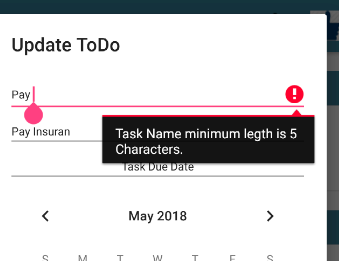 Update ToDo
Pay
Pay Insuran
Task Name minimum legth is 5
Characters.
Task Due Date
May 2018
S M T W T F S